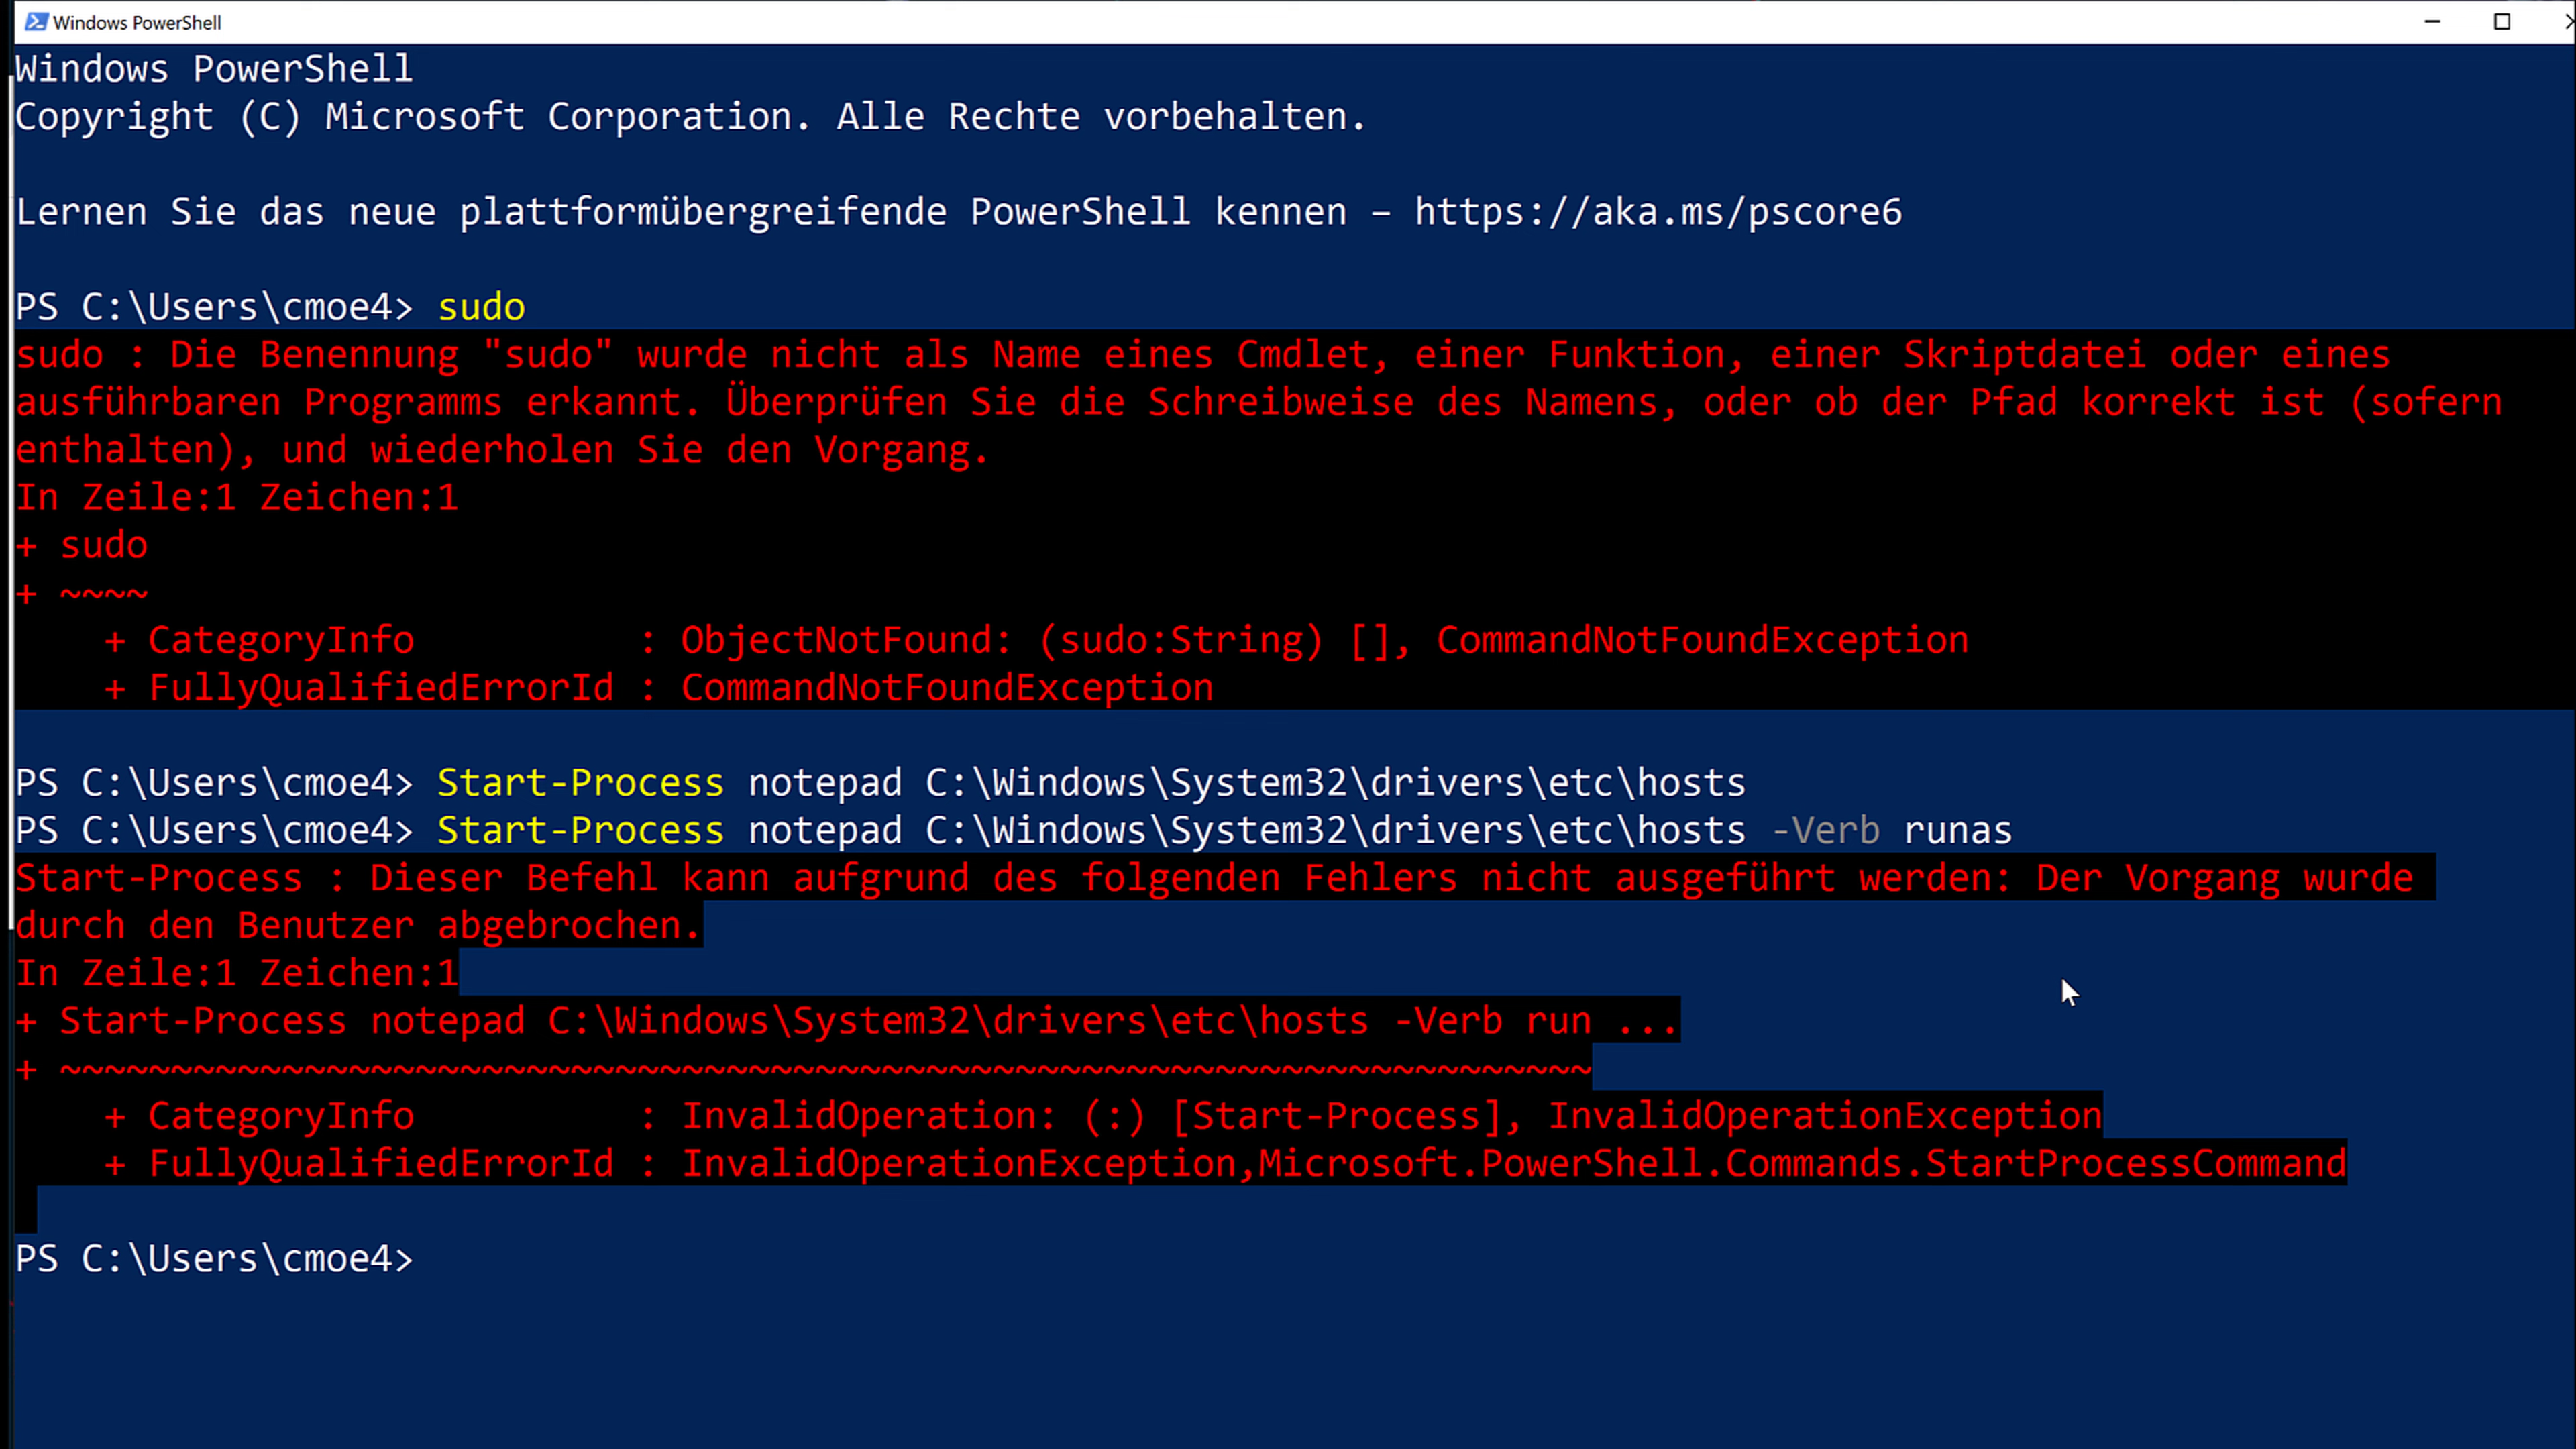 Windows PowerShell
Windows PowerShell
Copyright (C) Microsoft Corporation. Alle Rechte vorbehalten.
Lernen Sie das neue plattformübergreifende PowerShell kennen – https://aka.ms/pscore6
PS C:\Users\cmoe4> sudo
sudo : Die Benennung "sudo" wurde nicht als Name eines Cmdlet, einer Funktion, einer Skriptdatei oder eines
ausführbaren Programms erkannt. Überprüfen Sie die Schreibweise des Namens, oder ob der Pfad korrekt ist (sofern
enthalten), und wiederholen Sie den Vorgang.
In Zeile:1 Zeichen:1
+ sudo
+ ~~~~
    + CategoryInfo          : ObjectNotFound: (sudo:String) [], CommandNotFoundException
    + FullyQualifiedErrorId : CommandNotFoundException
PS C:\Users\cmoe4> Start-Process notepad C:\Windows\System32\drivers\etc\hosts
PS C:\Users\cmoe4> Start-Process notepad C:\Windows\System32\drivers\etc\hosts -Verb runas
Start-Process : Dieser Befehl kann aufgrund des folgenden Fehlers nicht ausgeführt werden: Der Vorgang wurde
durch den Benutzer abgebrochen.
In Zeile:1 Zeichen:1
+ Start-Process notepad C:\Windows\System32\drivers\etc\hosts -Verb run ...
+ ~~~~~~~~~~~~~~~~~~~~~~~~~~~~~~~~~~~~~~~~~~~~~~~~~~~~~~~~~~~~~~~~~~~~~
    + CategoryInfo          : InvalidOperation: (:) [Start-Process], InvalidOperationException
    + FullyQualifiedErrorId : InvalidOperationException,Microsoft.PowerShell.Commands.StartProcessCommand
PS C:\Users\cmoe4>